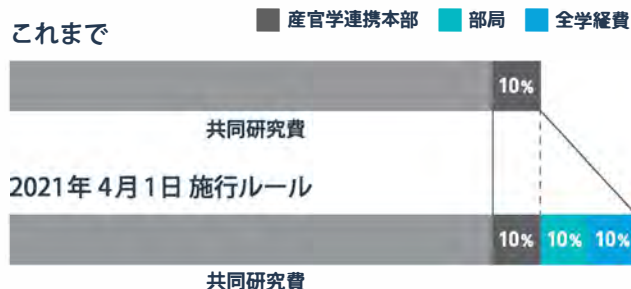 これまで
産官学連携本部 部局 全学経費
10%
共同研究費
2021年4月1日 施行ルール
10% 10% 10%
共同研究費